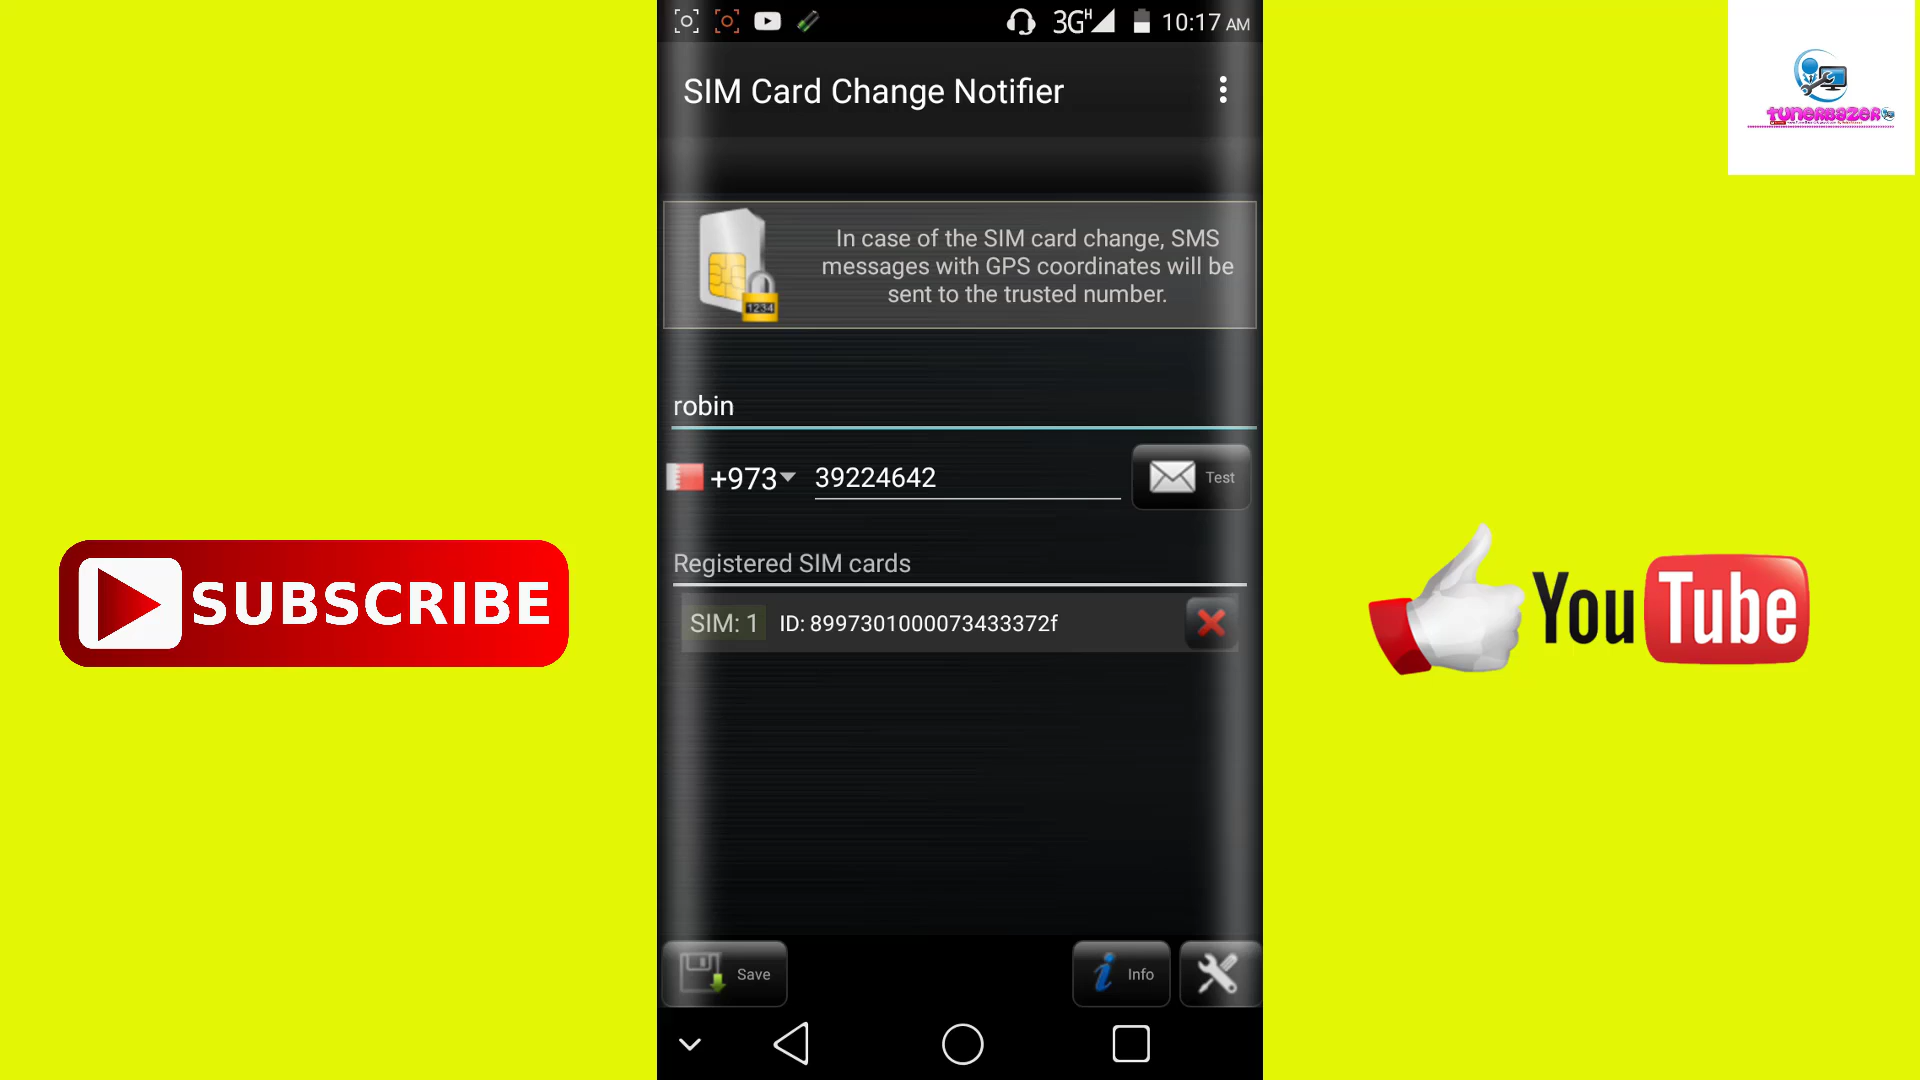 3G H
10:17 AM
SIM Card Change Notifier
TUNERBAZER
In case of the SIM card change, SMS
messages with GPS coordinates will be
sent to the trusted number.
1234
robin
+973 39224642 Test
Registered SIM cards
SIM: 1 ID: 8997301000073433372f
SUBSCRIBE
YouTube
Save
i Info